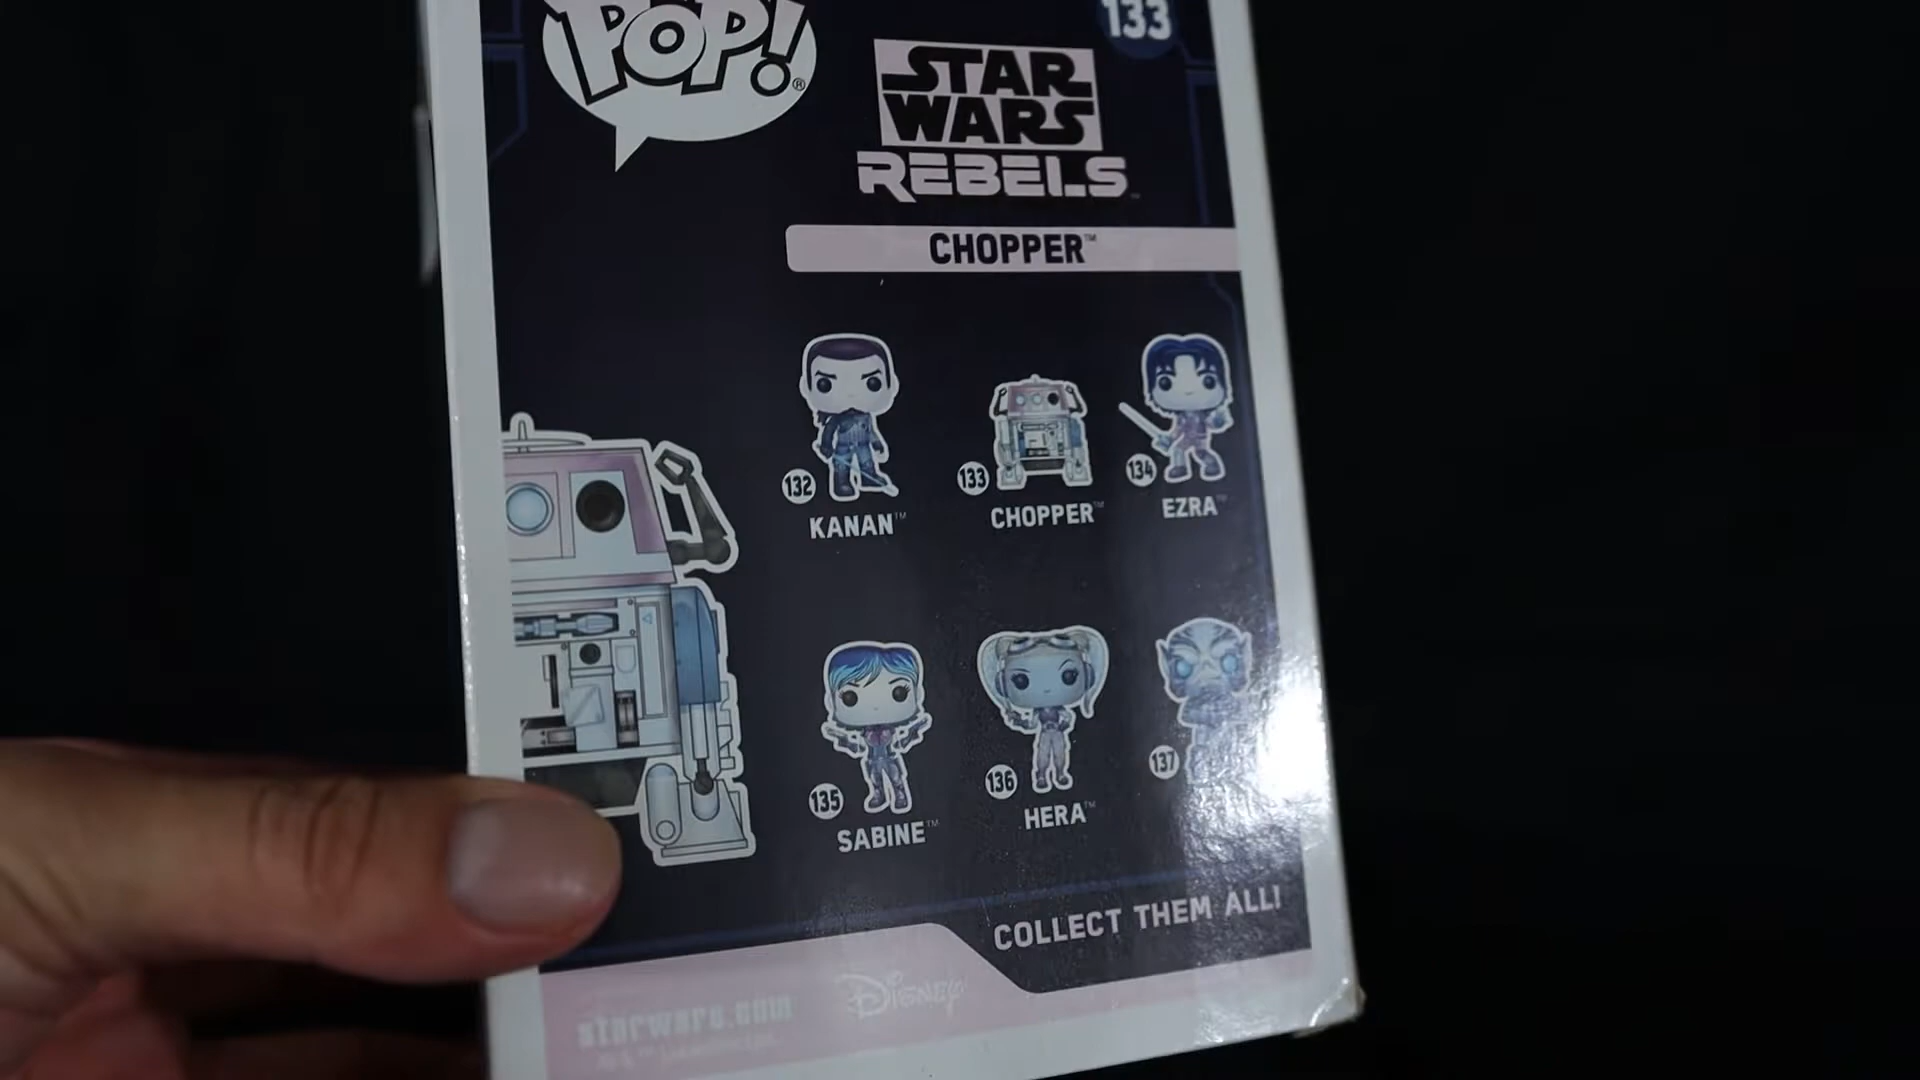 POP!®
133
STAR
WARS
REBELS™
CHOPPER™
132
KANAN™
133
CHOPPER™
134
EZRA™
135
SABINE™
136
HERA™
137
COLLECT THEM ALL!
starwars.com
Disney